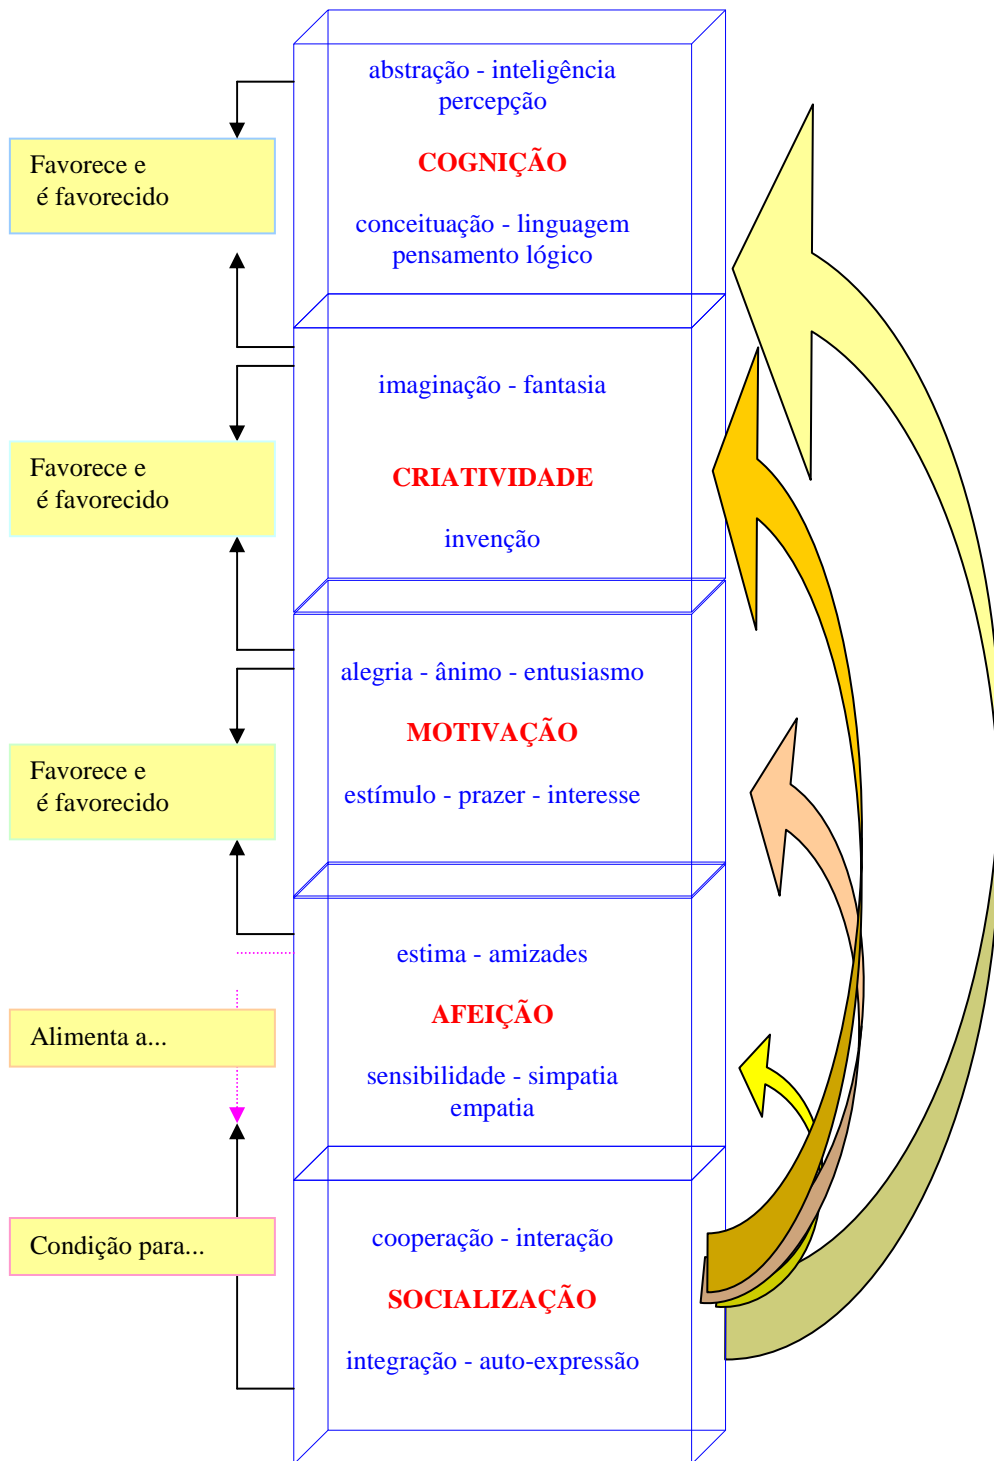 abstração - inteligência
percepção
Favorece e
é favorecido
COGNIÇÃO
conceituação - linguagem
pensamento lógico
imaginação - fantasia
Favorece e
é favorecido
CRIATIVIDADE
invenção
alegria - ânimo - entusiasmo
MOTIVAÇÃO
Favorece e
é favorecido
estímulo - prazer - interesse
estima - amizades
AFEIÇÃO
Alimenta a...
sensibilidade - simpatia
empatia
cooperação - interação
Condição para...
SOCIALIZAÇÃO
integração - auto-expressão